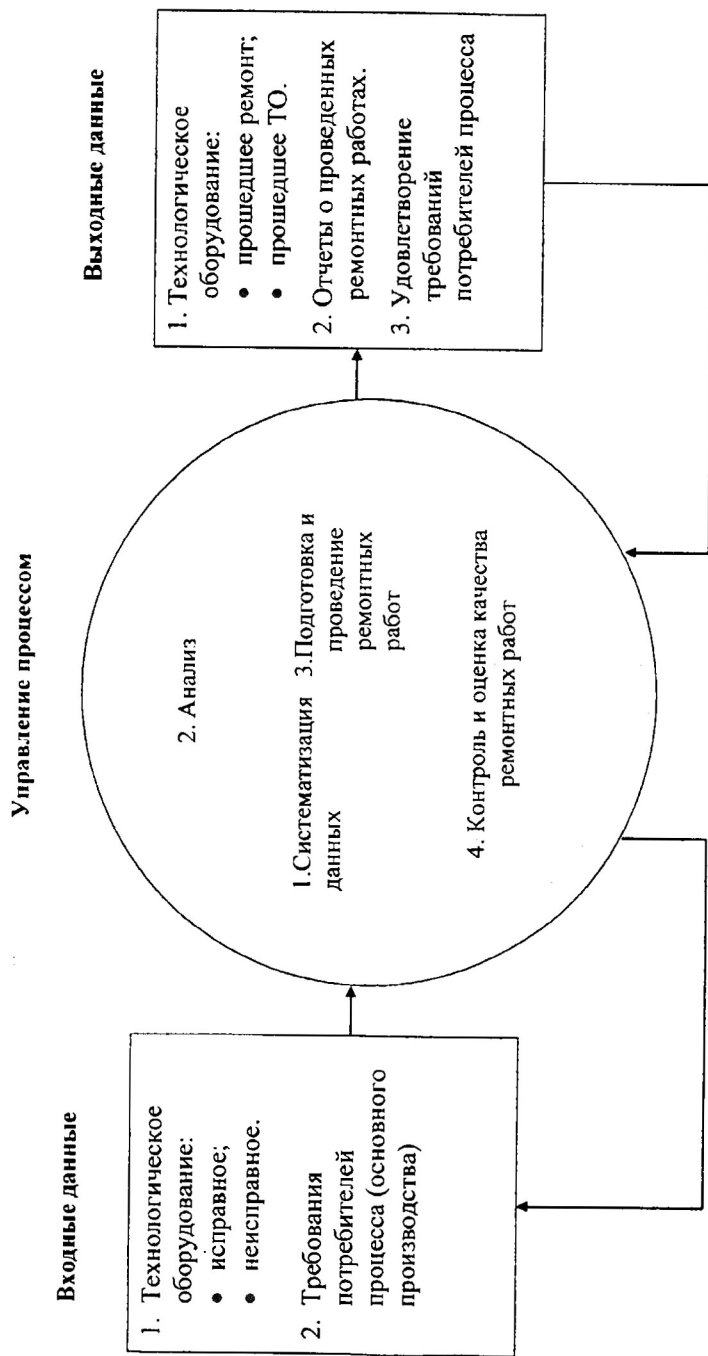 Управление процессом
Входные данные
1. Технологическое
оборудование:
• исправное;
• неисправное.
2. Требования
потребителей
процесса (основного
производства)
2. Анализ
1.Систематизация
данных
3.Подготовка и
проведение
ремонтных
работ
4. Контроль и оценка качества
ремонтных работ
Выходные данные
1. Технологическое
оборудование:
• прошедшее ремонт;
• прошедшее ТО.
2. Отчеты о проведенных
ремонтных работах.
3. Удовлетворение
требований
потребителей процесса